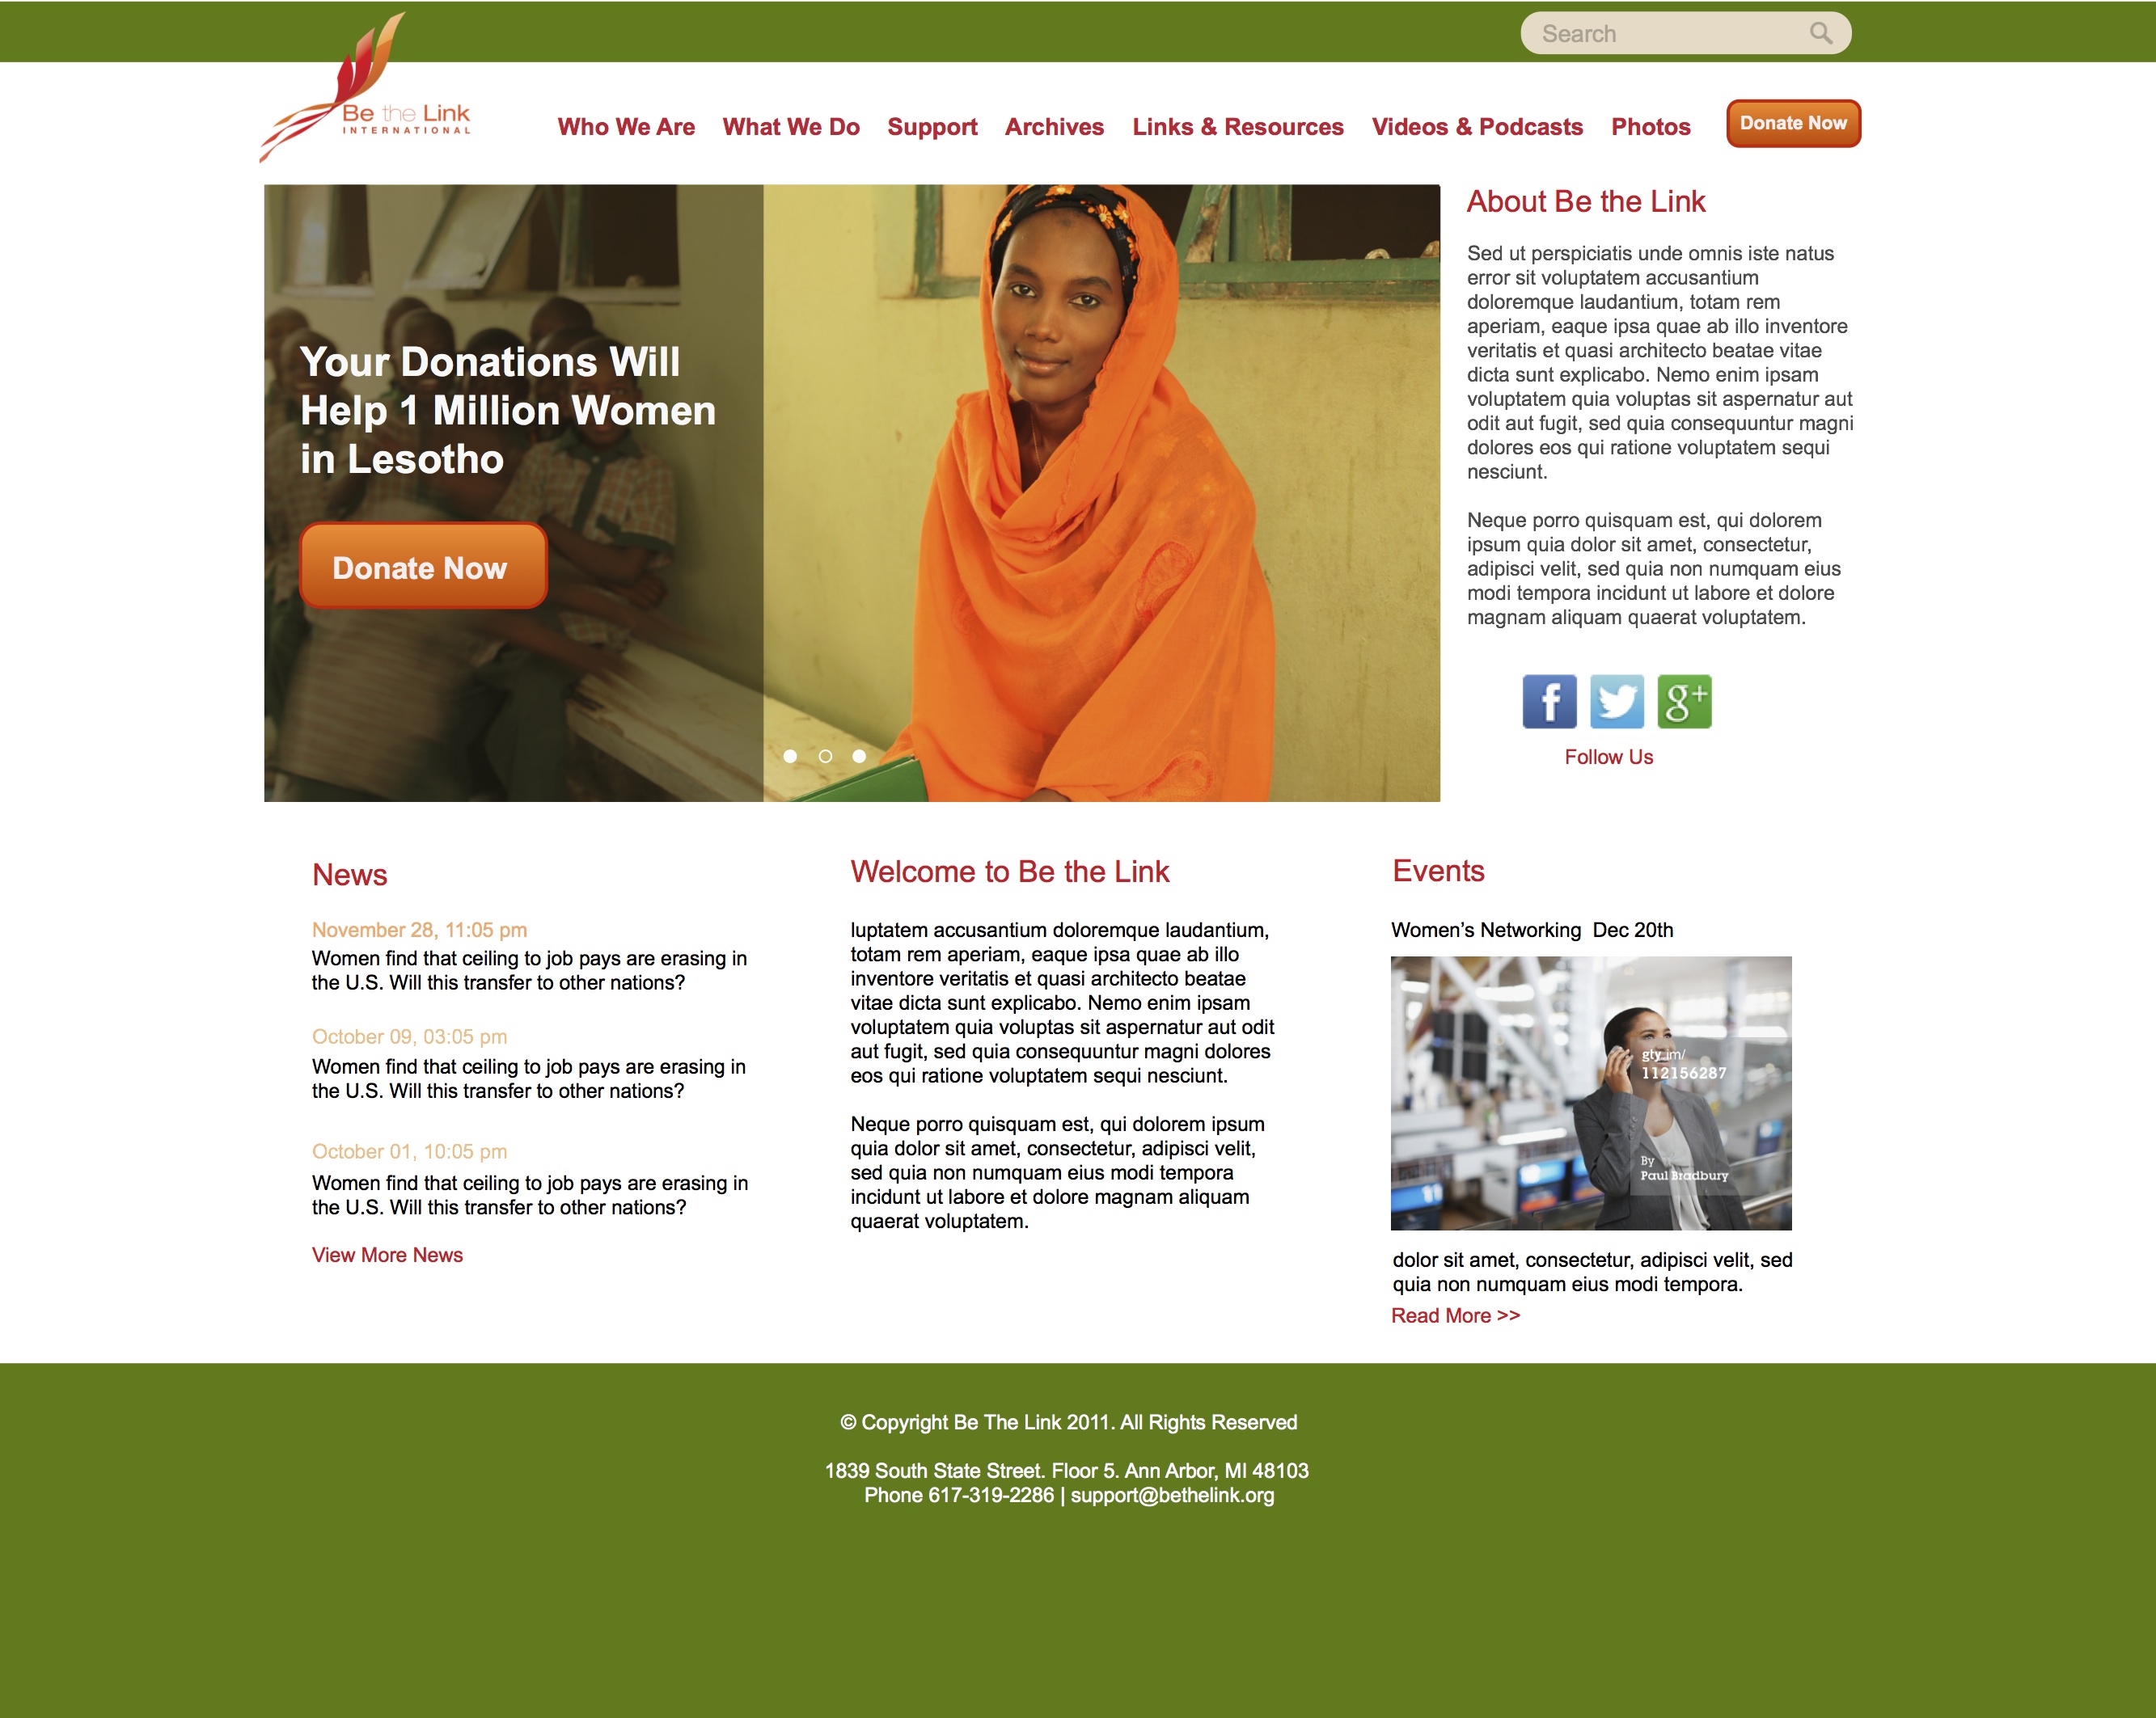 Search
Be the Link
INTERNATIONAL
Who We Are What We Do Support Archives Links & Resources Videos & Podcasts Photos Donate Now
Your Donations Will
Help 1 Million Women
in Lesotho
Donate Now
About Be the Link
Sed ut perspiciatis unde omnis iste natus
error sit voluptatem accusantium
doloremque laudantium, totam rem
aperiam, eaque ipsa quae ab illo inventore
veritatis et quasi architecto beatae vitae
dicta sunt explicabo. Nemo enim ipsam
voluptatem quia voluptas sit aspernatur aut
odit aut fugit, sed quia consequuntur magni
dolores eos qui ratione voluptatem sequi
nesciunt.
Neque porro quisquam est, qui dolorem
ipsum quia dolor sit amet, consectetur,
adipisci velit, sed quia non numquam eius
modi tempora incidunt ut labore et dolore
magnam aliquam quaerat voluptatem.
f g+
Follow Us
News
November 28, 11:05 pm
Women find that ceiling to job pays are erasing in
the U.S. Will this transfer to other nations?
October 09, 03:05 pm
Women find that ceiling to job pays are erasing in
the U.S. Will this transfer to other nations?
October 01, 10:05 pm
Women find that ceiling to job pays are erasing in
the U.S. Will this transfer to other nations?
View More News
Welcome to Be the Link
luptatem accusantium doloremque laudantium,
totam rem aperiam, eaque ipsa quae ab illo
inventore veritatis et quasi architecto beatae
vitae dicta sunt explicabo. Nemo enim ipsam
voluptatem quia voluptas sit aspernatur aut odit
aut fugit, sed quia consequuntur magni dolores
eos qui ratione voluptatem sequi nesciunt.
Neque porro quisquam est, qui dolorem ipsum
quia dolor sit amet, consectetur, adipisci velit,
sed quia non numquam eius modi tempora
incidunt ut labore et dolore magnam aliquam
quaerat voluptatem.
Events
Women’s Networking Dec 20th
gty.im/
112156287
By
Paul Bradbury
dolor sit amet, consectetur, adipisci velit, sed
quia non numquam eius modi tempora.
Read More >>
© Copyright Be The Link 2011. All Rights Reserved
1839 South State Street. Floor 5. Ann Arbor, MI 48103
Phone 617-319-2286 | support@bethelink.org